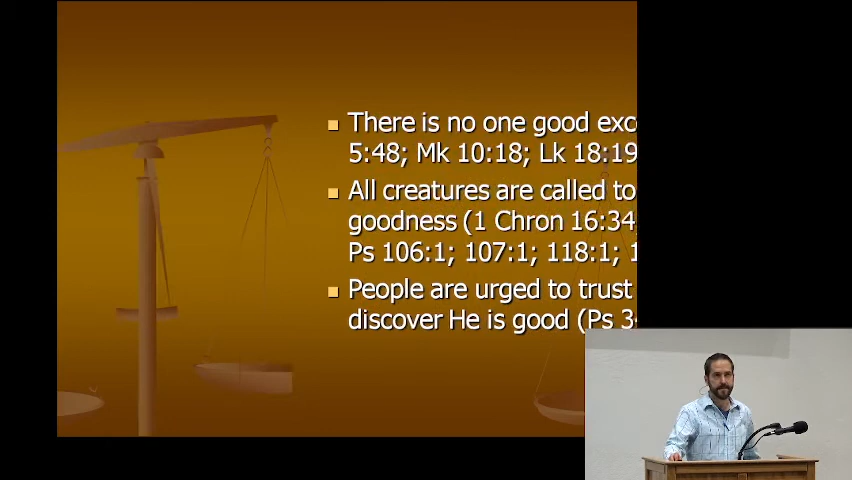 There is no one good exc
5:48; Mk 10:18; Lk 18:19
All creatures are called to
goodness (1 Chron 16:34;
Ps 106:1; 107:1; 118:1; 1
People are urged to trust
discover He is good (Ps 3